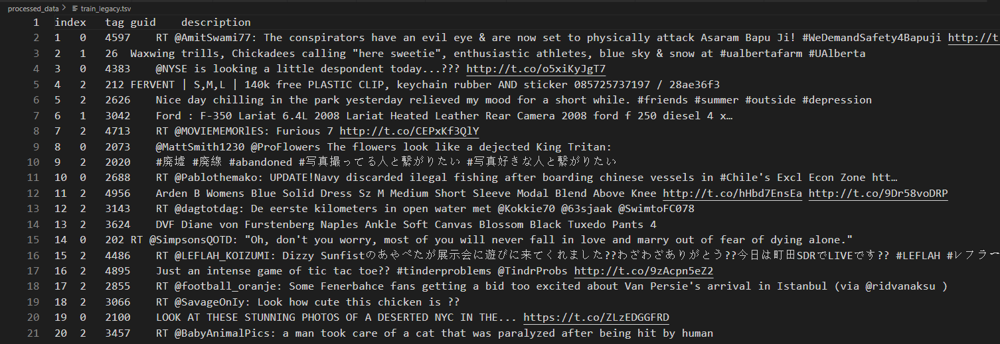 processed_data > train_legacy.tsv
1 index tag guid description
2 1 0 4597 RT @AmitSwami77: The conspirators have an evil eye & are now set to physically attack Asaram Bapu Ji! #WeDemandSafety4Bapuji http://t
3 2 1 26 Waxwing trills, Chickadees calling "here sweetie", enthusiastic athletes, blue sky & snow at #ualbertafarm #UAlberta
4 3 0 4383 @NYSE is looking a little despondent today...??? http://t.co/o5xiKyJgT7
5 4 2 212 FERVENT | S,M,L | 140k free PLASTIC CLIP, keychain rubber AND sticker 085725737197 / 28ae36f3
6 5 2 2626 Nice day chilling in the park yesterday relieved my mood for a short while. #friends #summer #outside #depression
7 6 1 3042 Ford : F-350 Lariat 6.4L 2008 Lariat Heated Leather Rear Camera 2008 ford f 250 diesel 4 x…
8 7 2 4713 RT @MOVIEMEMORlES: Furious 7 http://t.co/CEPxKf3QlY
9 8 0 2073 @MattSmith1230 @ProFlowers The flowers look like a dejected King Tritan:
10 9 2 2020 #廃墟 #廃線 #abandoned #写真撮ってる人と繋がりたい #写真好きな人と繋がりたい
11 10 0 2688 RT @Pablothemako: UPDATE!Navy discarded ilegal fishing after boarding chinese vessels in #Chile's Excl Econ Zone htt…
12 11 2 4956 Arden B Womens Blue Solid Dress Sz M Medium Short Sleeve Modal Blend Above Knee http://t.co/hHbd7EnsEa http://t.co/9Dr58voDRP
13 12 2 3143 RT @dagtotdag: De eerste kilometers in open water met @Kokkie70 @63sjaak @SwimtoFC078
14 13 2 3624 DVF Diane von Furstenberg Naples Ankle Soft Canvas Blossom Black Tuxedo Pants 4
15 14 0 202 RT @SimpsonsQOTD: "Oh, don't you worry, most of you will never fall in love and marry out of fear of dying alone."
16 15 2 4486 RT @LEFLAH_KOIZUMI: Dizzy Sunfistのあやぺたが展示会に遊びに来てくれました??わざわざありがとう??今日は町田SDRでLIVEです?? #LEFLAH #レフラー
17 16 2 4895 Just an intense game of tic tac toe?? #tinderproblems @TindrProbs http://t.co/9zAcpn5eZ2
18 17 2 2855 RT @football_oranje: Some Fenerbahce fans getting a bid too excited about Van Persie's arrival in Istanbul (via @ridvanaksu )
19 18 2 3066 RT @SavageOnIy: Look how cute this chicken is ??
20 19 0 2100 LOOK AT THESE STUNNING PHOTOS OF A DESERTED NYC IN THE... https://t.co/ZLzEDGGFRD
21 20 2 3457 RT @BabyAnimalPics: a man took care of a cat that was paralyzed after being hit by human